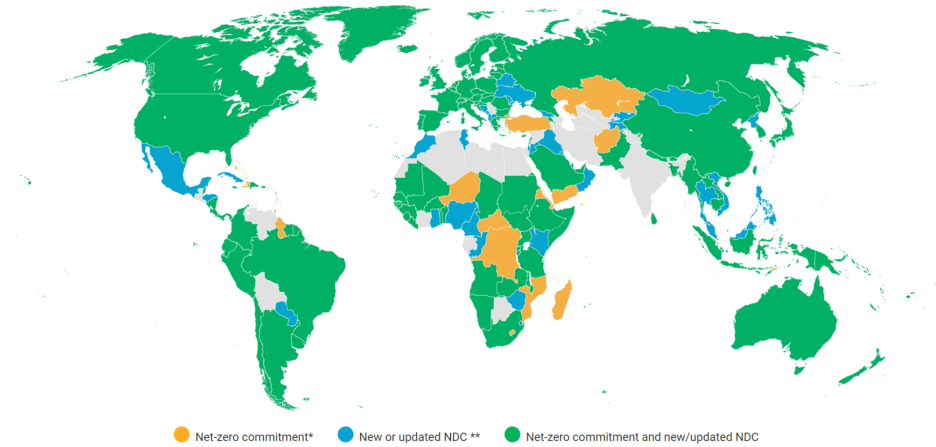 Net-zero commitment*
New or updated NDC **
Net-zero commitment and new/updated NDC